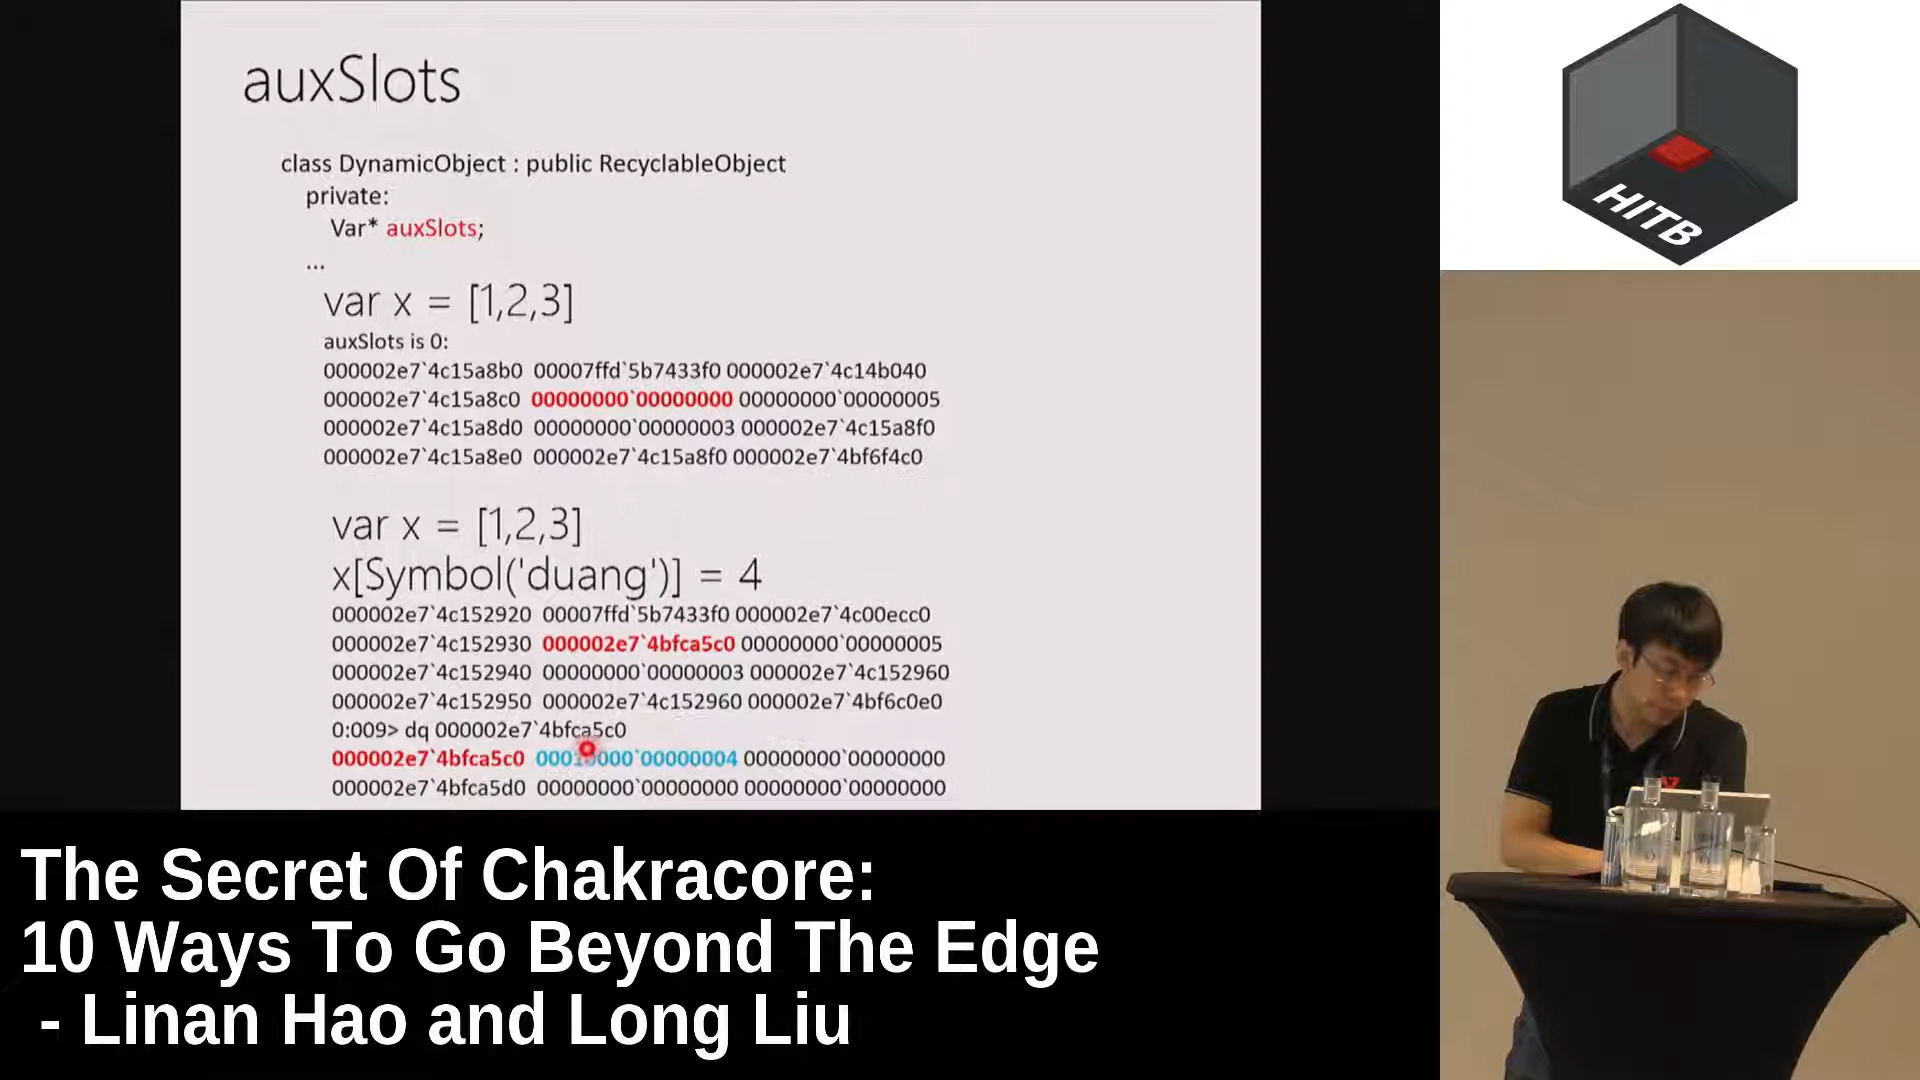 auxSlots
class DynamicObject : public RecyclableObject
private:
Var* auxSlots;
...
var x = [1,2,3]
auxSlots is 0:
000002e7`4c15a8b0 00007ffd`5b7433f0 000002e7`4c14b040
000002e7`4c15a8c0 00000000`00000000 00000000`00000005
000002e7`4c15a8d0 00000000`00000003 000002e7`4c15a8f0
000002e7`4c15a8e0 000002e7`4c15a8f0 000002e7`4bf6f4c0
var x = [1,2,3]
x[Symbol('duang')] = 4
000002e7`4c152920 00007ffd`5b7433f0 000002e7`4c00ecc0
000002e7`4c152930 000002e7`4bfca5c0 00000000`00000005
000002e7`4c152940 00000000`00000003 000002e7`4c152960
000002e7`4c152950 000002e7`4c152960 000002e7`4bf6c0e0
0:009> dq 000002e7`4bfca5c0
000002e7`4bfca5c0 00010000`00000004 00000000`00000000
000002e7`4bfca5d0 00000000`00000000 00000000`00000000
HITB
The Secret Of Chakracore:
10 Ways To Go Beyond The Edge
- Linan Hao and Long Liu